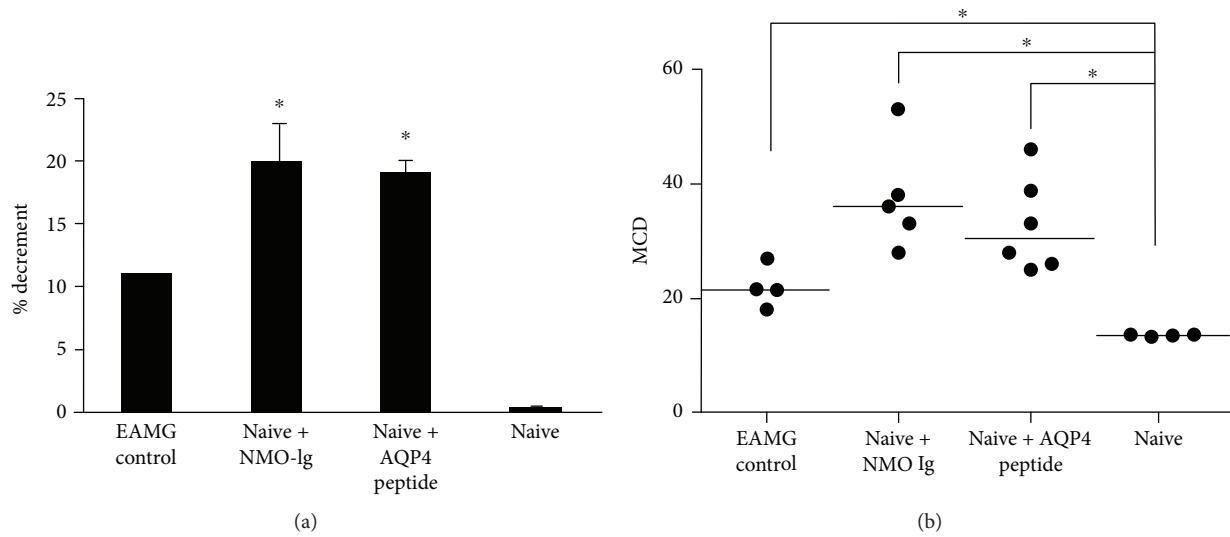 25
20
15
10
5
0
% decrement
*
*
EAMG
control
Naive +
NMO-Ig
Naive +
AQP4
peptide
Naive
(a)
60
40
20
0
MCD
*
*
*
EAMG
control
Naive +
NMO Ig
Naive + AQP4
peptide
Naive
(b)